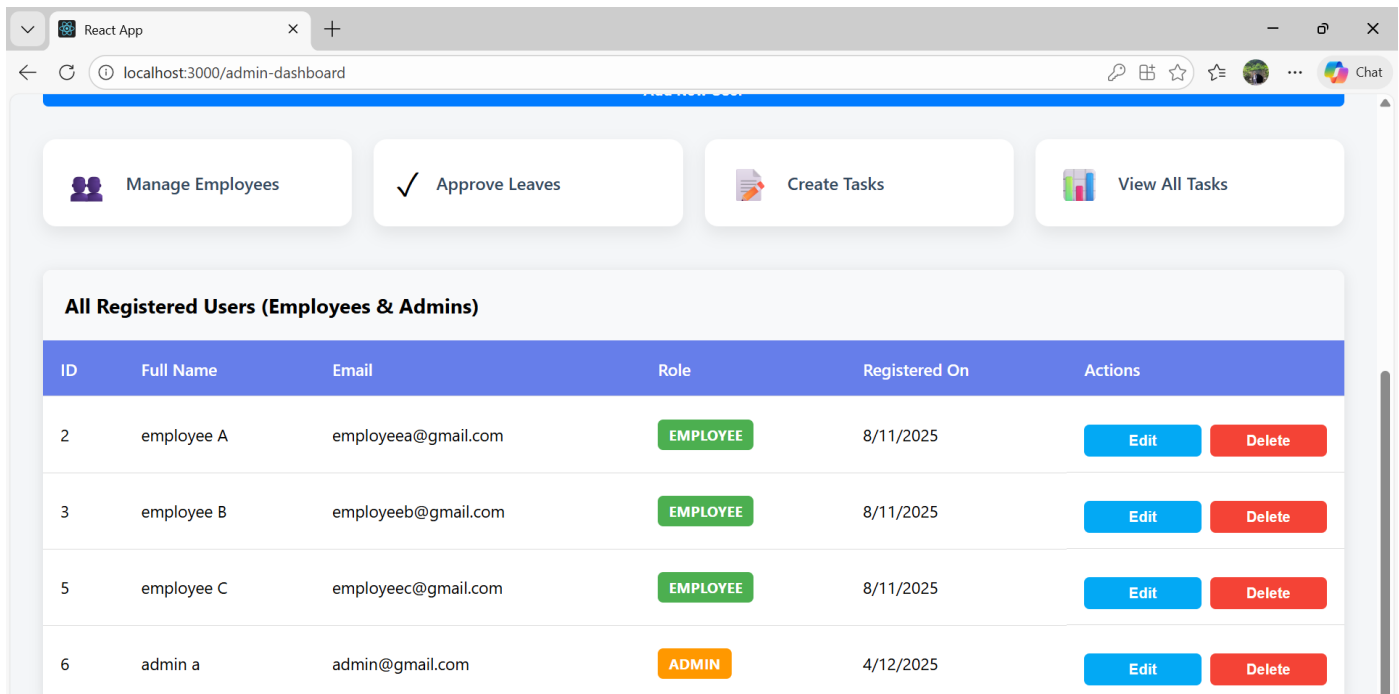 React App
localhost:3000/admin-dashboard
Chat
Manage Employees
Approve Leaves
Create Tasks
View All Tasks
All Registered Users (Employees & Admins)
ID Full Name Email Role Registered On Actions
2 employee A employeea@gmail.com EMPLOYEE 8/11/2025 Edit Delete
3 employee B employeeb@gmail.com EMPLOYEE 8/11/2025 Edit Delete
5 employee C employeec@gmail.com EMPLOYEE 8/11/2025 Edit Delete
6 admin a admin@gmail.com ADMIN 4/12/2025 Edit Delete